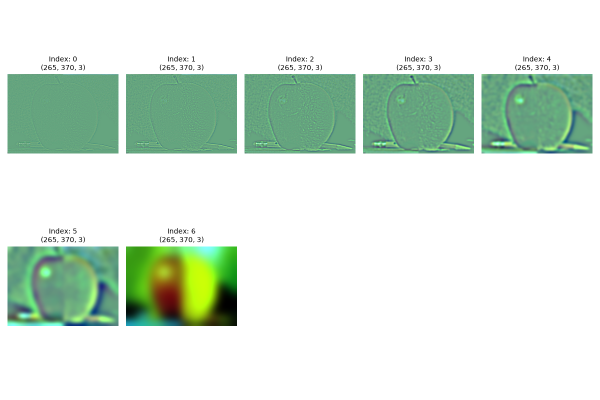 Index: 0
(265, 370, 3)
Index: 1
(265, 370, 3)
Index: 2
(265, 370, 3)
Index: 3
(265, 370, 3)
Index: 4
(265, 370, 3)
Index: 5
(265, 370, 3)
Index: 6
(265, 370, 3)